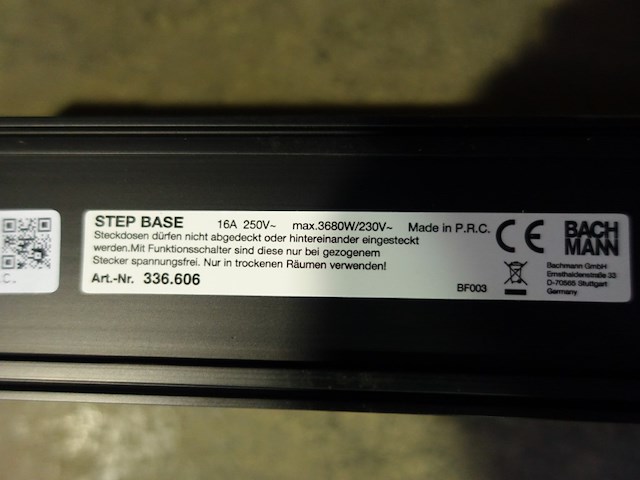 STEP BASE 16A 250V~ max.3680W/230V~ Made in P.R.C.
Steckdosen dürfen nicht abgedeckt oder hintereinander eingesteckt
werden.Mit Funktionsschalter sind diese nur bei gezogenem
Stecker spannungsfrei. Nur in trockenen Räumen verwenden!
Art.-Nr. 336.606
BF003
CE
BACH
MANN
Bachmann GmbH
Ernsthaldenstraße 33
D-70565 Stuttgart
Germany
.C.